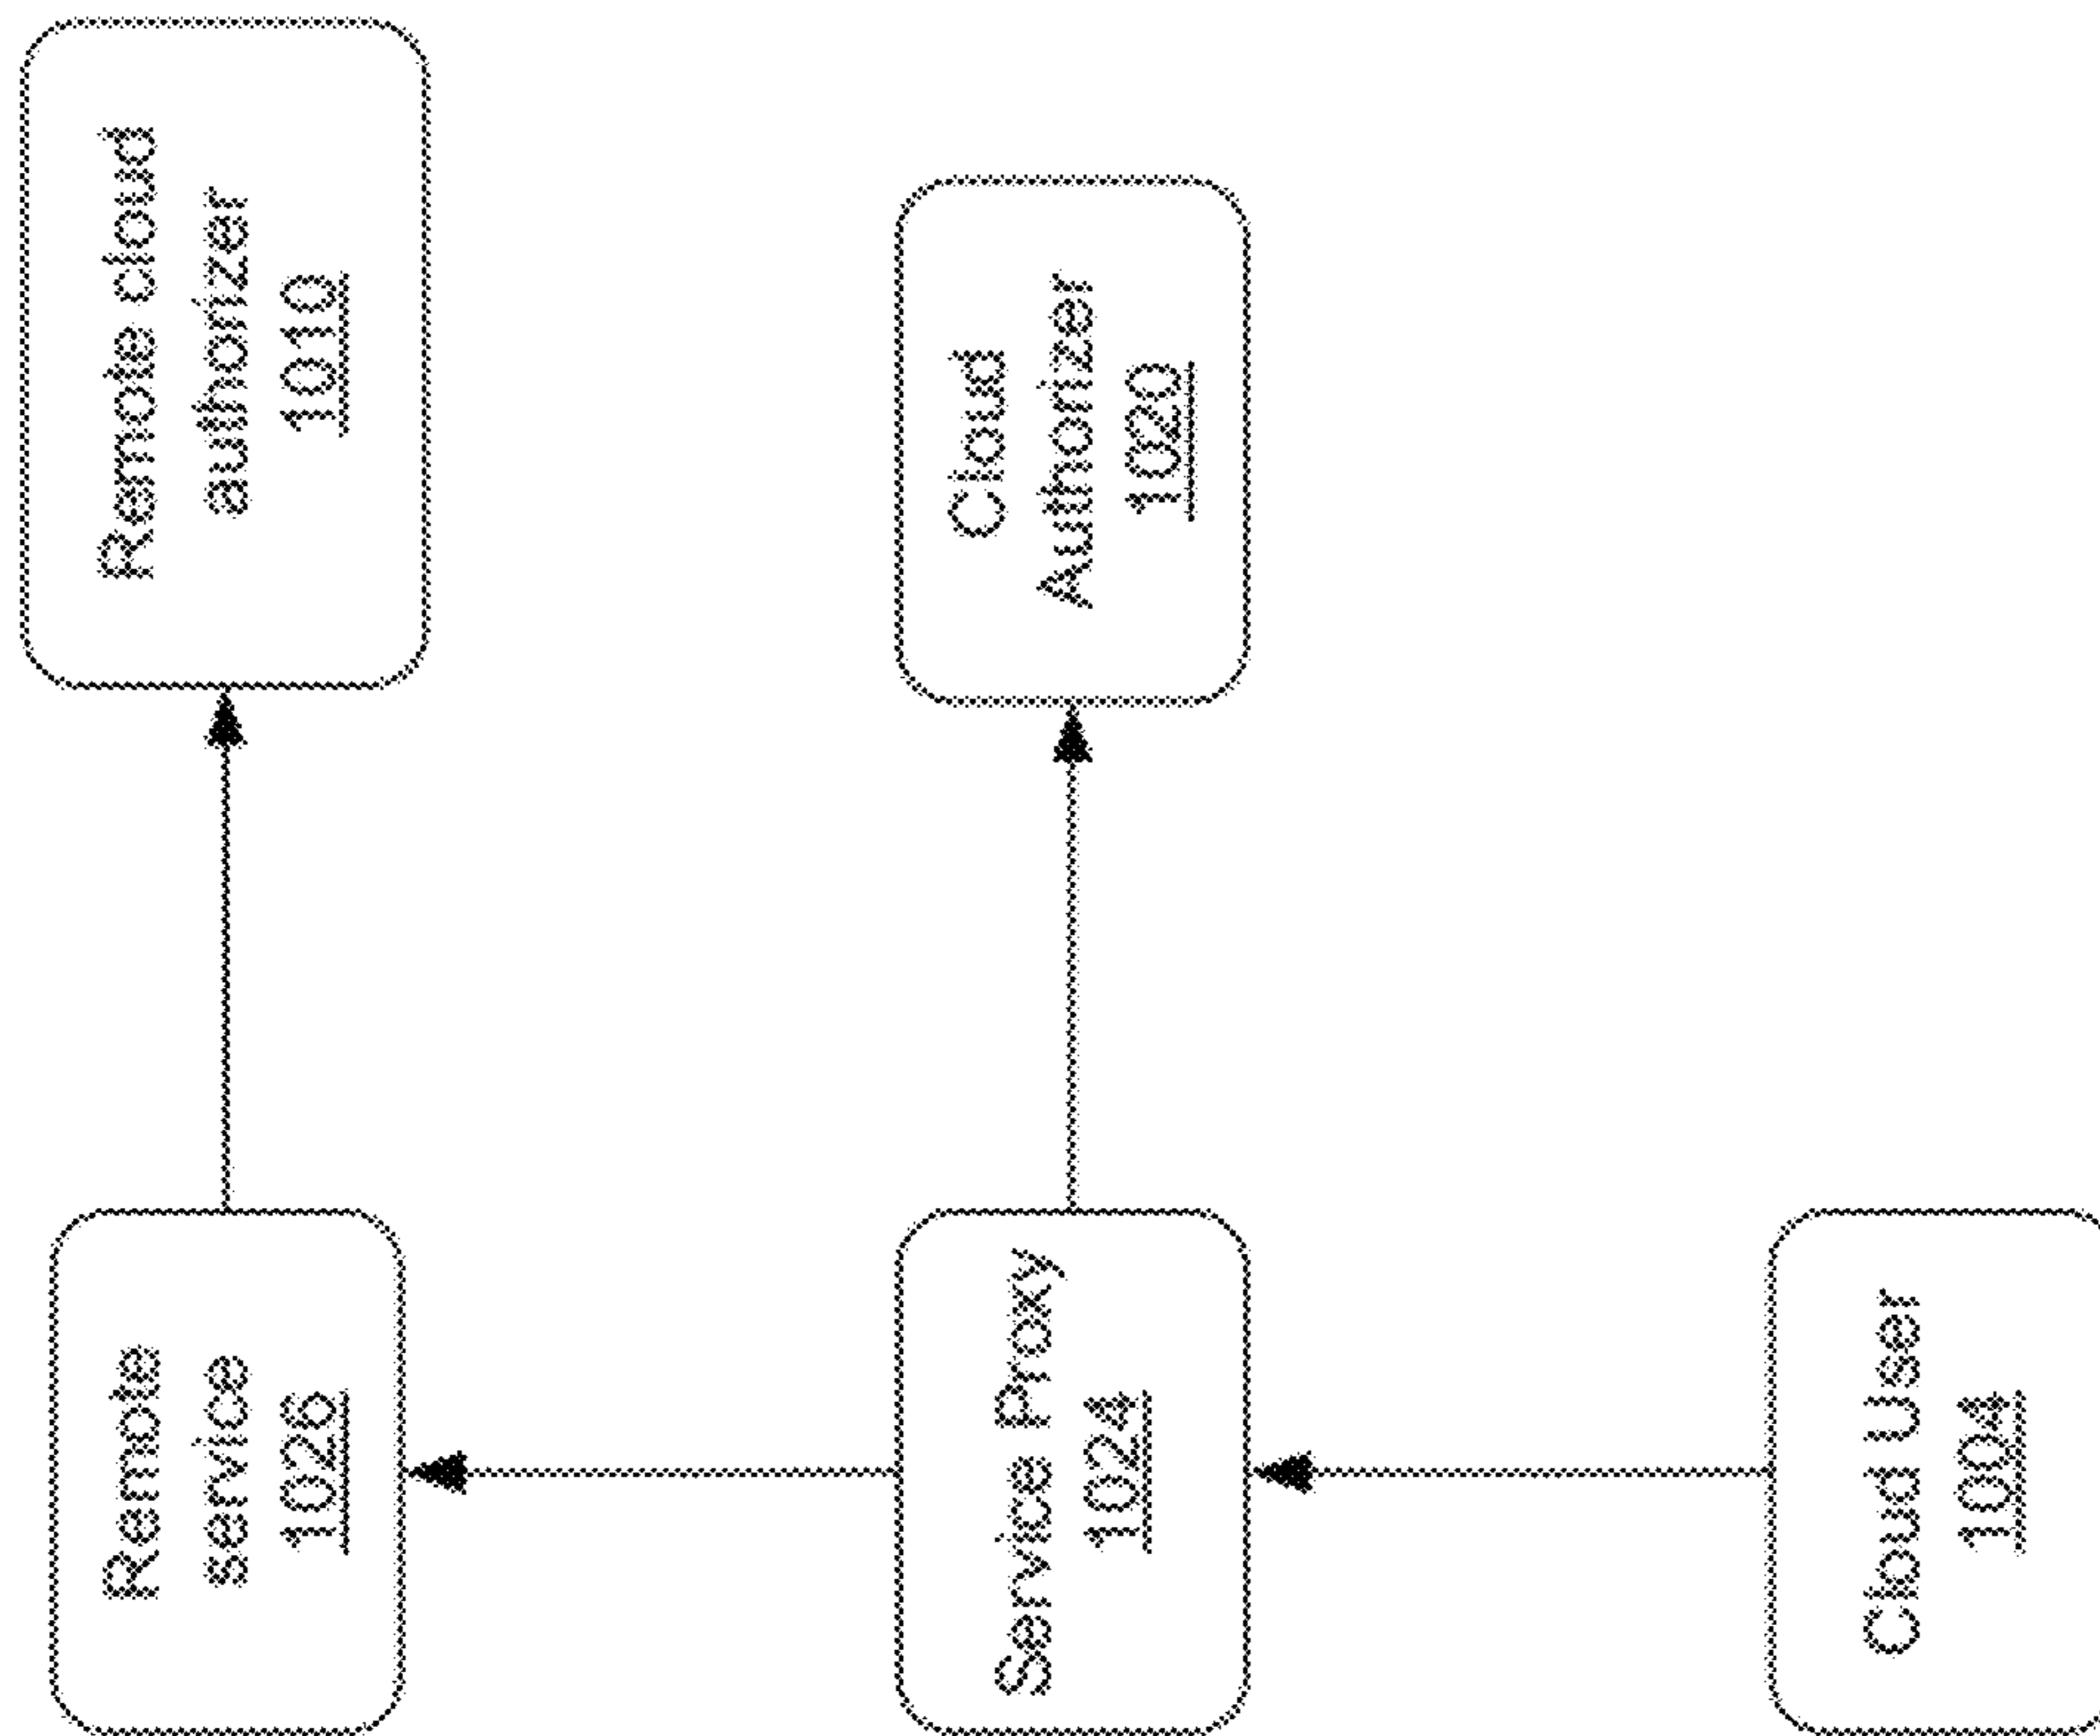 Remote cloud
authorizer
1010
Remote
service
1026
Cloud
Authorizer
1020
Service Proxy
1024
Cloud User
1004